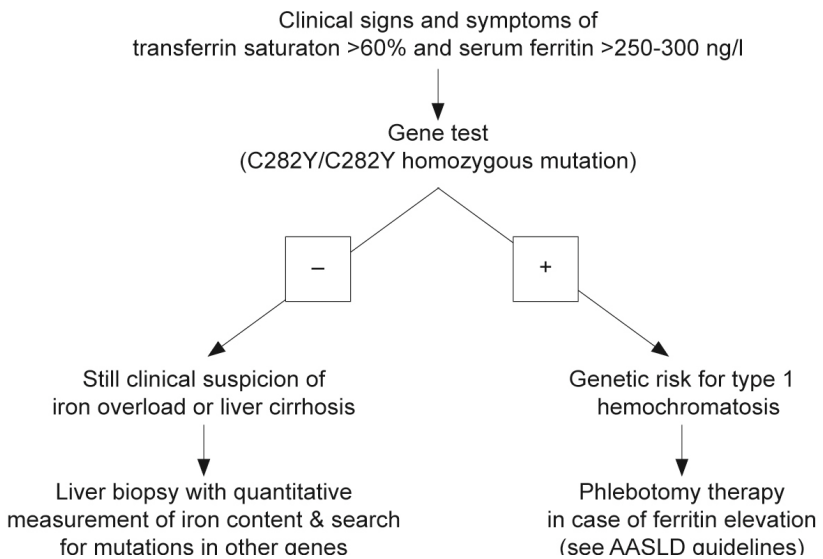 Clinical signs and symptoms of
transferrin saturaton >60% and serum ferritin >250-300 ng/l
Gene test
(C282Y/C282Y homozygous mutation)
–
+
Still clinical suspicion of
iron overload or liver cirrhosis
Genetic risk for type 1
hemochromatosis
Liver biopsy with quantitative
measurement of iron content & search
for mutations in other genes
Phlebotomy therapy
in case of ferritin elevation
(see AASLD guidelines)